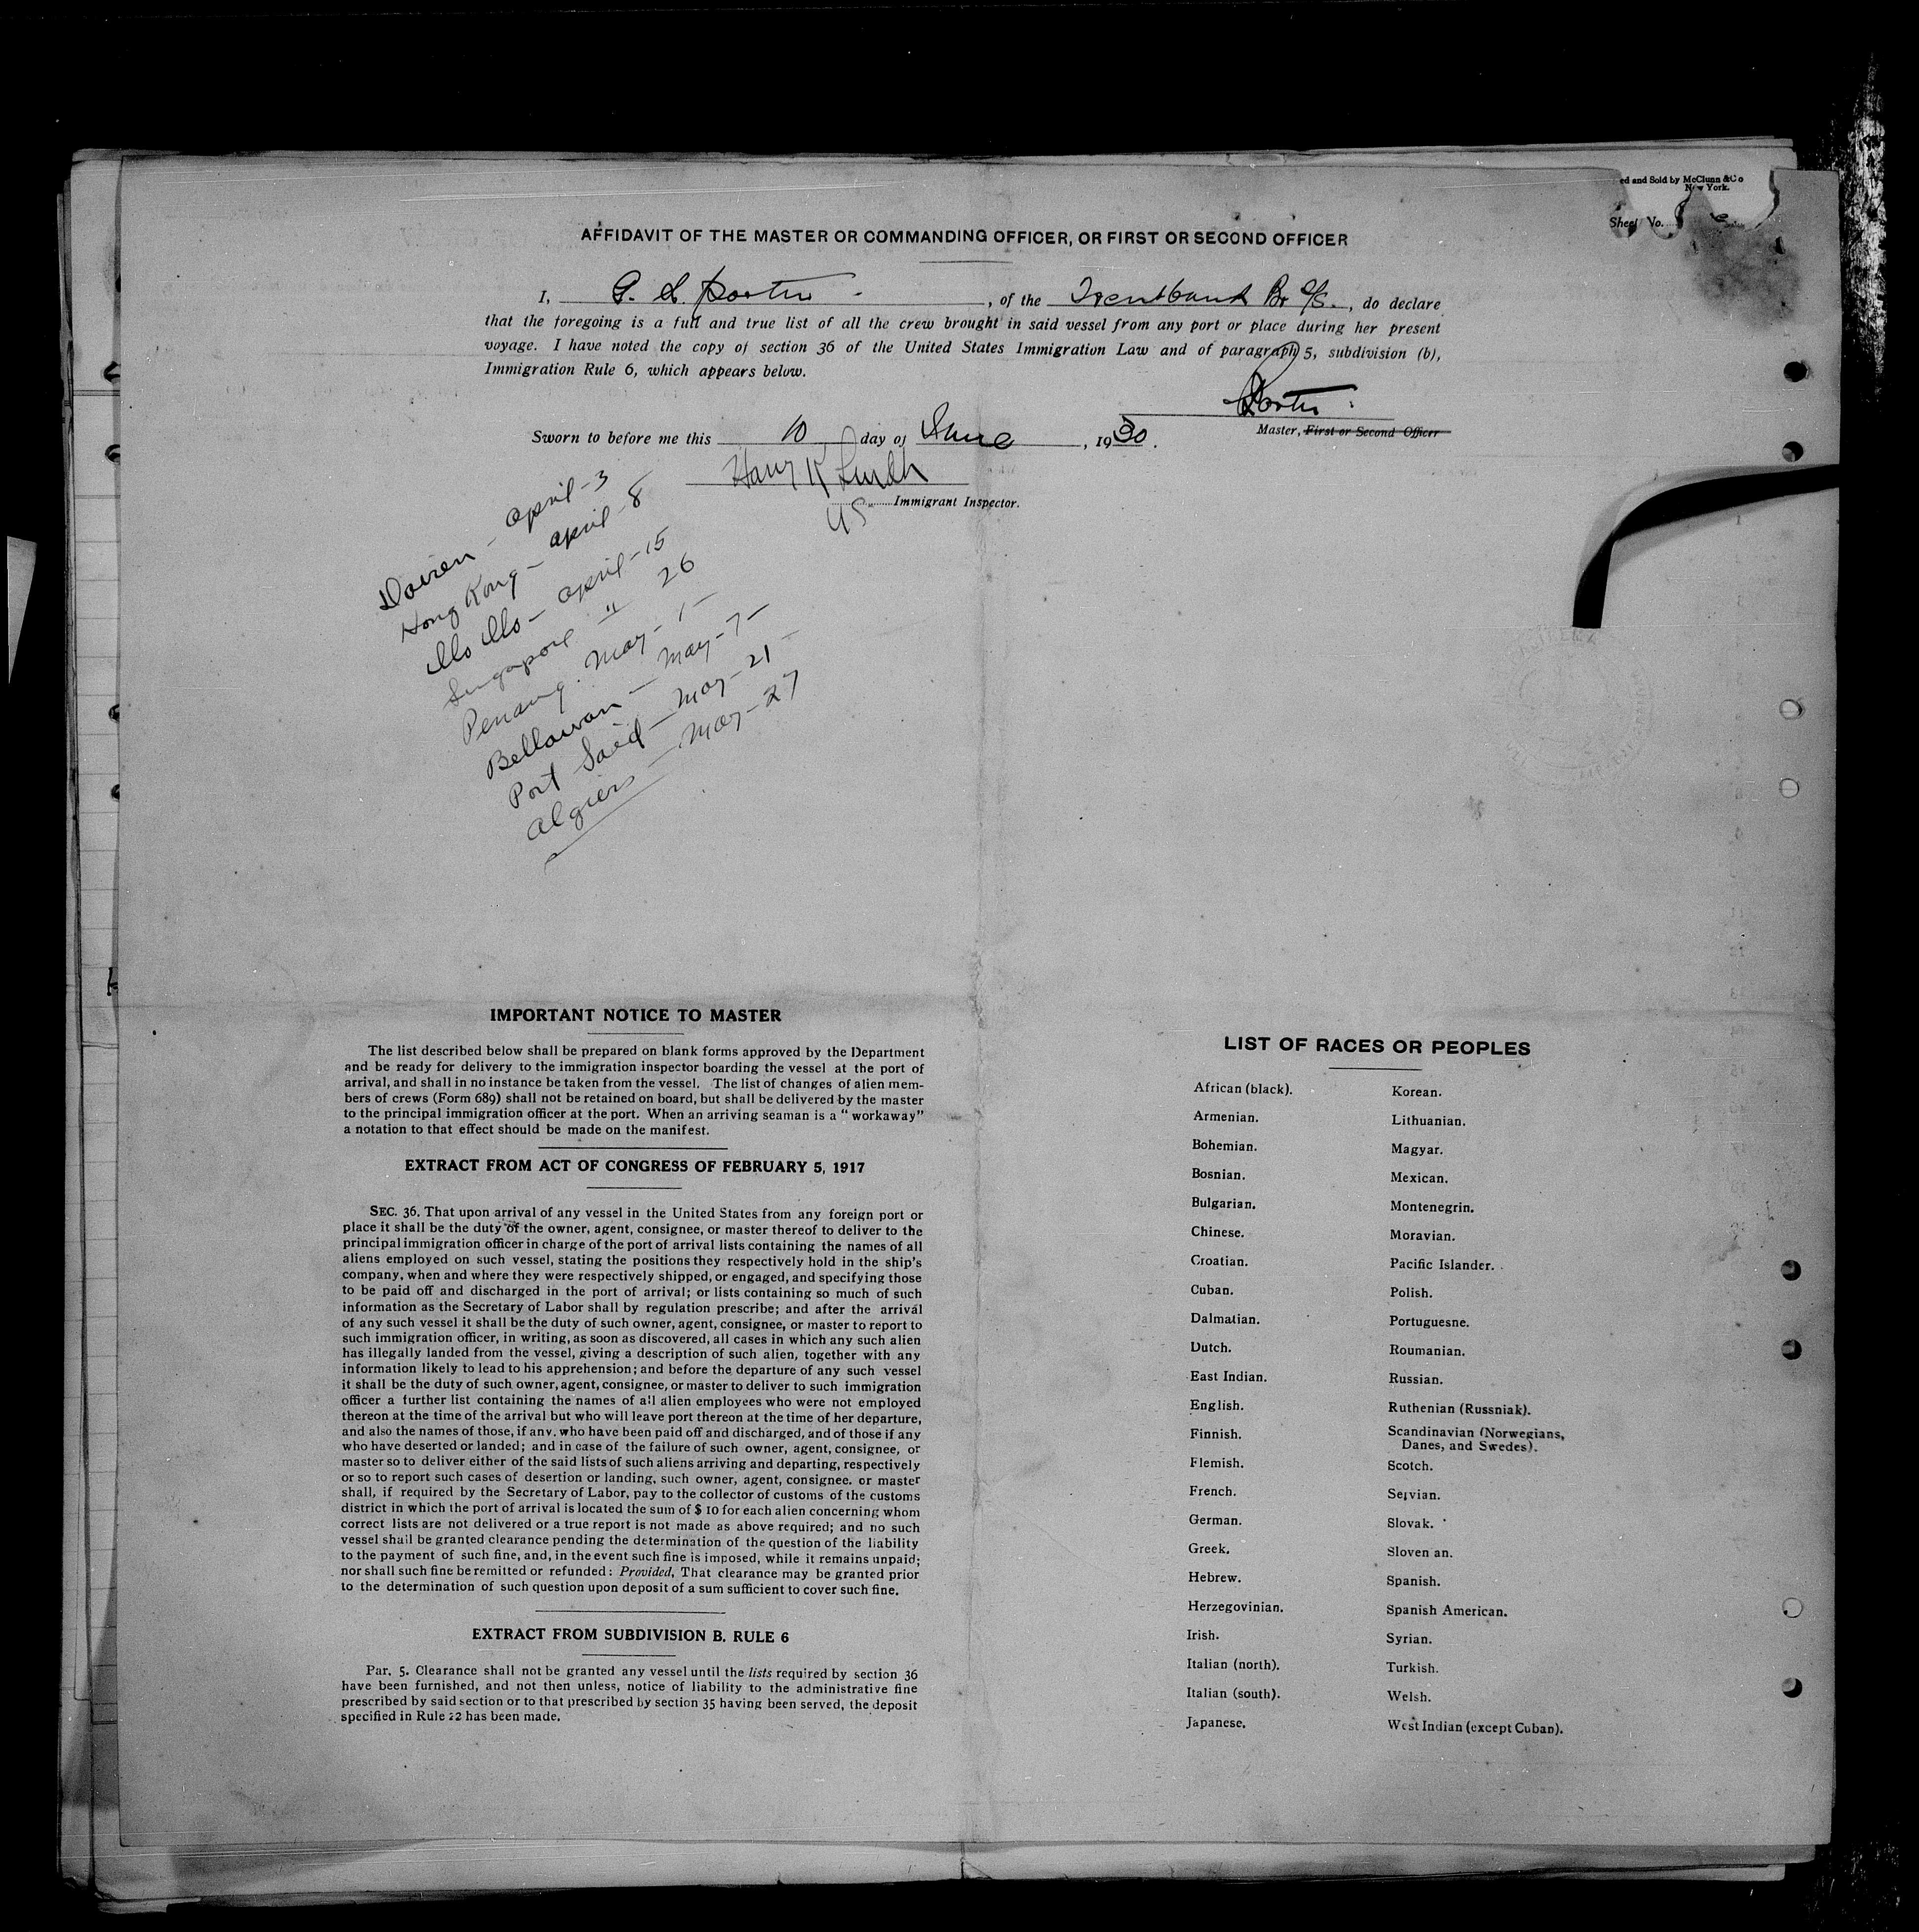 ed and Sold by McClunn & Co
New York.
Sheet No.
AFFIDAVIT OF THE MASTER OR COMMANDING OFFICER, OR FIRST OR SECOND OFFICER
I, G. L. Porter, of the Trentbank Br S/S., do declare
that the foregoing is a full and true list of all the crew brought in said vessel from any port or place during her present
voyage. I have noted the copy of section 36 of the United States Immigration Law and of paragraph 5, subdivision (b),
Immigration Rule 6, which appears below.
Porter
Master, First or Second Officer
Sworn to before me this 10 day of June, 1930.
Harry K
US Immigrant Inspector.
Dairen - April - 3
Hong Kong - April - 8
Ilo Ilo - April - 15
Singapore " 26
Penang. May - 1 -
Bellawan - May - 7 -
Port Said - May - 21 -
Algiers - May - 27
IMPORTANT NOTICE TO MASTER
The list described below shall be prepared on blank forms approved by the Department
and be ready for delivery to the immigration inspector boarding the vessel at the port of
arrival, and shall in no instance be taken from the vessel. The list of changes of alien mem-
bers of crews (Form 689) shall not be retained on board, but shall be delivered by the master
to the principal immigration officer at the port. When an arriving seaman is a "workaway"
a notation to that effect should be made on the manifest.
EXTRACT FROM ACT OF CONGRESS OF FEBRUARY 5, 1917
SEC. 36. That upon arrival of any vessel in the United States from any foreign port or
place it shall be the duty of the owner, agent, consignee, or master thereof to deliver to the
principal immigration officer in charge of the port of arrival lists containing the names of all
aliens employed on such vessel, stating the positions they respectively hold in the ship's
company, when and where they were respectively shipped, or engaged, and specifying those
to be paid off and discharged in the port of arrival; or lists containing so much of such
information as the Secretary of Labor shall by regulation prescribe; and after the arrival
of any such vessel it shall be the duty of such owner, agent, consignee, or master to report to
such immigration officer, in writing, as soon as discovered, all cases in which any such alien
has illegally landed from the vessel, giving a description of such alien, together with any
information likely to lead to his apprehension; and before the departure of any such vessel
it shall be the duty of such owner, agent, consignee, or master to deliver to such immigration
officer a further list containing the names of all alien employees who were not employed
thereon at the time of the arrival but who will leave port thereon at the time of her departure,
and also the names of those, if any, who have been paid off and discharged, and of those if any
who have deserted or landed; and in case of the failure of such owner, agent, consignee, or
master so to deliver either of the said lists of such aliens arriving and departing, respectively
or so to report such cases of desertion or landing, such owner, agent, consignee. or master
shall, if required by the Secretary of Labor, pay to the collector of customs of the customs
district in which the port of arrival is located the sum of $ 10 for each alien concerning whom
correct lists are not delivered or a true report is not made as above required; and no such
vessel shall be granted clearance pending the determination of the question of the liability
to the payment of such fine, and, in the event such fine is imposed, while it remains unpaid;
nor shall such fine be remitted or refunded: Provided, That clearance may be granted prior
to the determination of such question upon deposit of a sum sufficient to cover such fine.
EXTRACT FROM SUBDIVISION B. RULE 6
Par. 5. Clearance shall not be granted any vessel until the lists required by section 36
have been furnished, and not then unless, notice of liability to the administrative fine
prescribed by said section or to that prescribed by section 35 having been served, the deposit
specified in Rule 22 has been made.
LIST OF RACES OR PEOPLES
African (black).
Armenian.
Bohemian.
Bosnian.
Bulgarian.
Chinese.
Croatian.
Cuban.
Dalmatian.
Dutch.
East Indian.
English.
Finnish.
Flemish.
French.
German.
Greek.
Hebrew.
Herzegovinian.
Irish.
Italian (north).
Italian (south).
Japanese.
Korean.
Lithuanian.
Magyar.
Mexican.
Montenegrin.
Moravian.
Pacific Islander.
Polish.
Portuguesne.
Roumanian.
Russian.
Ruthenian (Russniak).
Scandinavian (Norwegians,
Danes, and Swedes).
Scotch.
Servian.
Slovak.
Sloven an.
Spanish.
Spanish American.
Syrian.
Turkish.
Welsh.
West Indian (except Cuban).